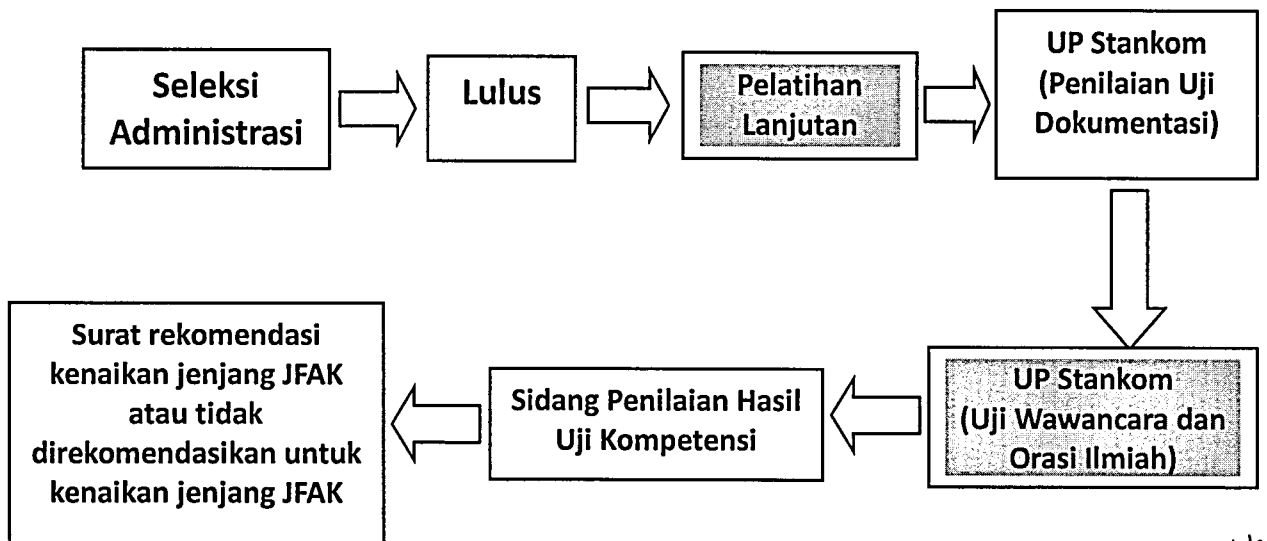 Seleksi
Administrasi
Lulus
Pelatihan
Lanjutan
UP Stankom
(Penilaian Uji
Dokumentasi)
UP Stankom
(Uji Wawancara dan
Orasi Ilmiah)
Sidang Penilaian Hasil
Uji Kompetensi
Surat rekomendasi
kenaikan jenjang JFAK
atau tidak
direkomendasikan untuk
kenaikan jenjang JFAK